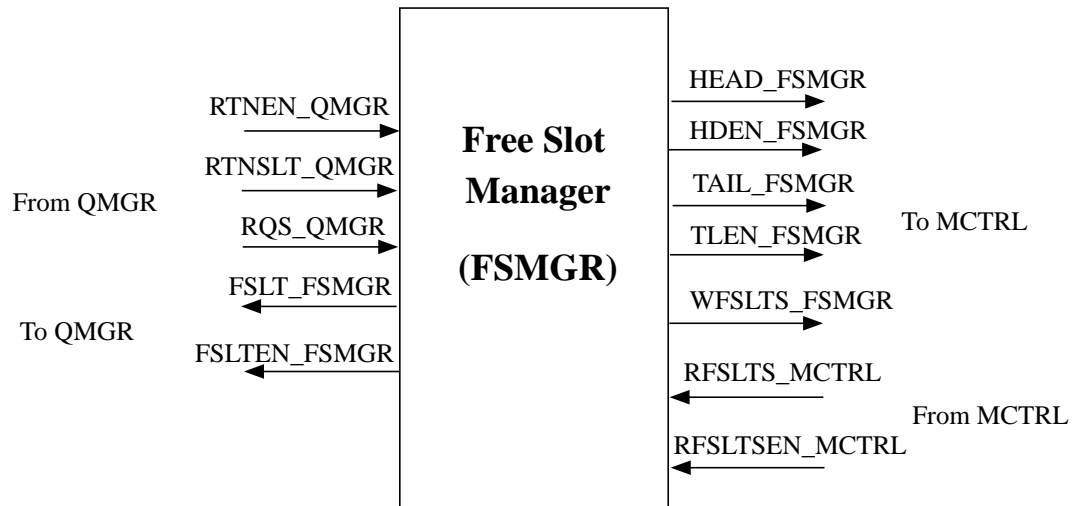 RTNEN_QMGR
RTNSLT_QMGR
From QMGR
RQS_QMGR
FSLT_FSMGR
To QMGR
FSLTEN_FSMGR
Free Slot
Manager
(FSMGR)
HEAD_FSMGR
HDEN_FSMGR
TAIL_FSMGR
To MCTRL
TLEN_FSMGR
WFSLTS_FSMGR
RFSLTS_MCTRL
From MCTRL
RFSLTSEN_MCTRL